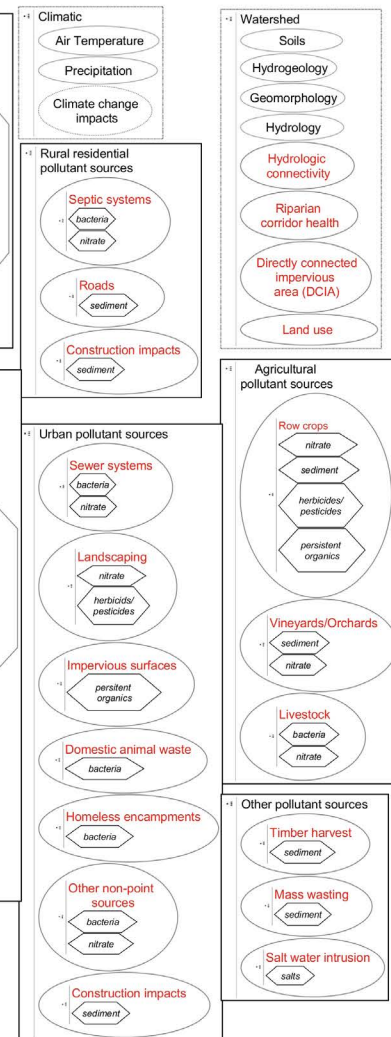 Climatic
Air Temperature
Precipitation
Climate change
impacts
Watershed
Soils
Hydrogeology
Geomorphology
Hydrology
Hydrologic
connectivity
Riparian
corridor health
Directly connected
impervious
area (DCIA)
Land use
Rural residential
pollutant sources
Septic systems
bacteria
nitrate
Roads
sediment
Construction impacts
sediment
Agricultural
pollutant sources
Row crops
nitrate
sediment
herbicides/
pesticides
persistent
organics
Vineyards/Orchards
sediment
nitrate
Livestock
bacteria
nitrate
Urban pollutant sources
Sewer systems
bacteria
nitrate
Landscaping
nitrate
herbicids/
pesticides
Impervious surfaces
persitent
organics
Domestic animal waste
bacteria
Homeless encampments
bacteria
Other non-point
sources
bacteria
nitrate
Construction impacts
sediment
Other pollutant sources
Timber harvest
sediment
Mass wasting
sediment
Salt water intrusion
salts